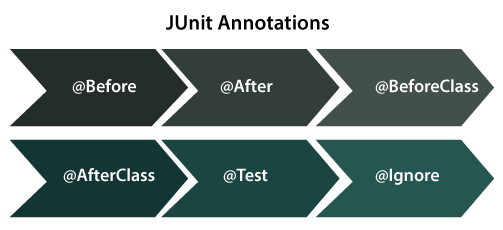 JUnit Annotations
@Before @After @BeforeClass
@AfterClass @Test @Ignore